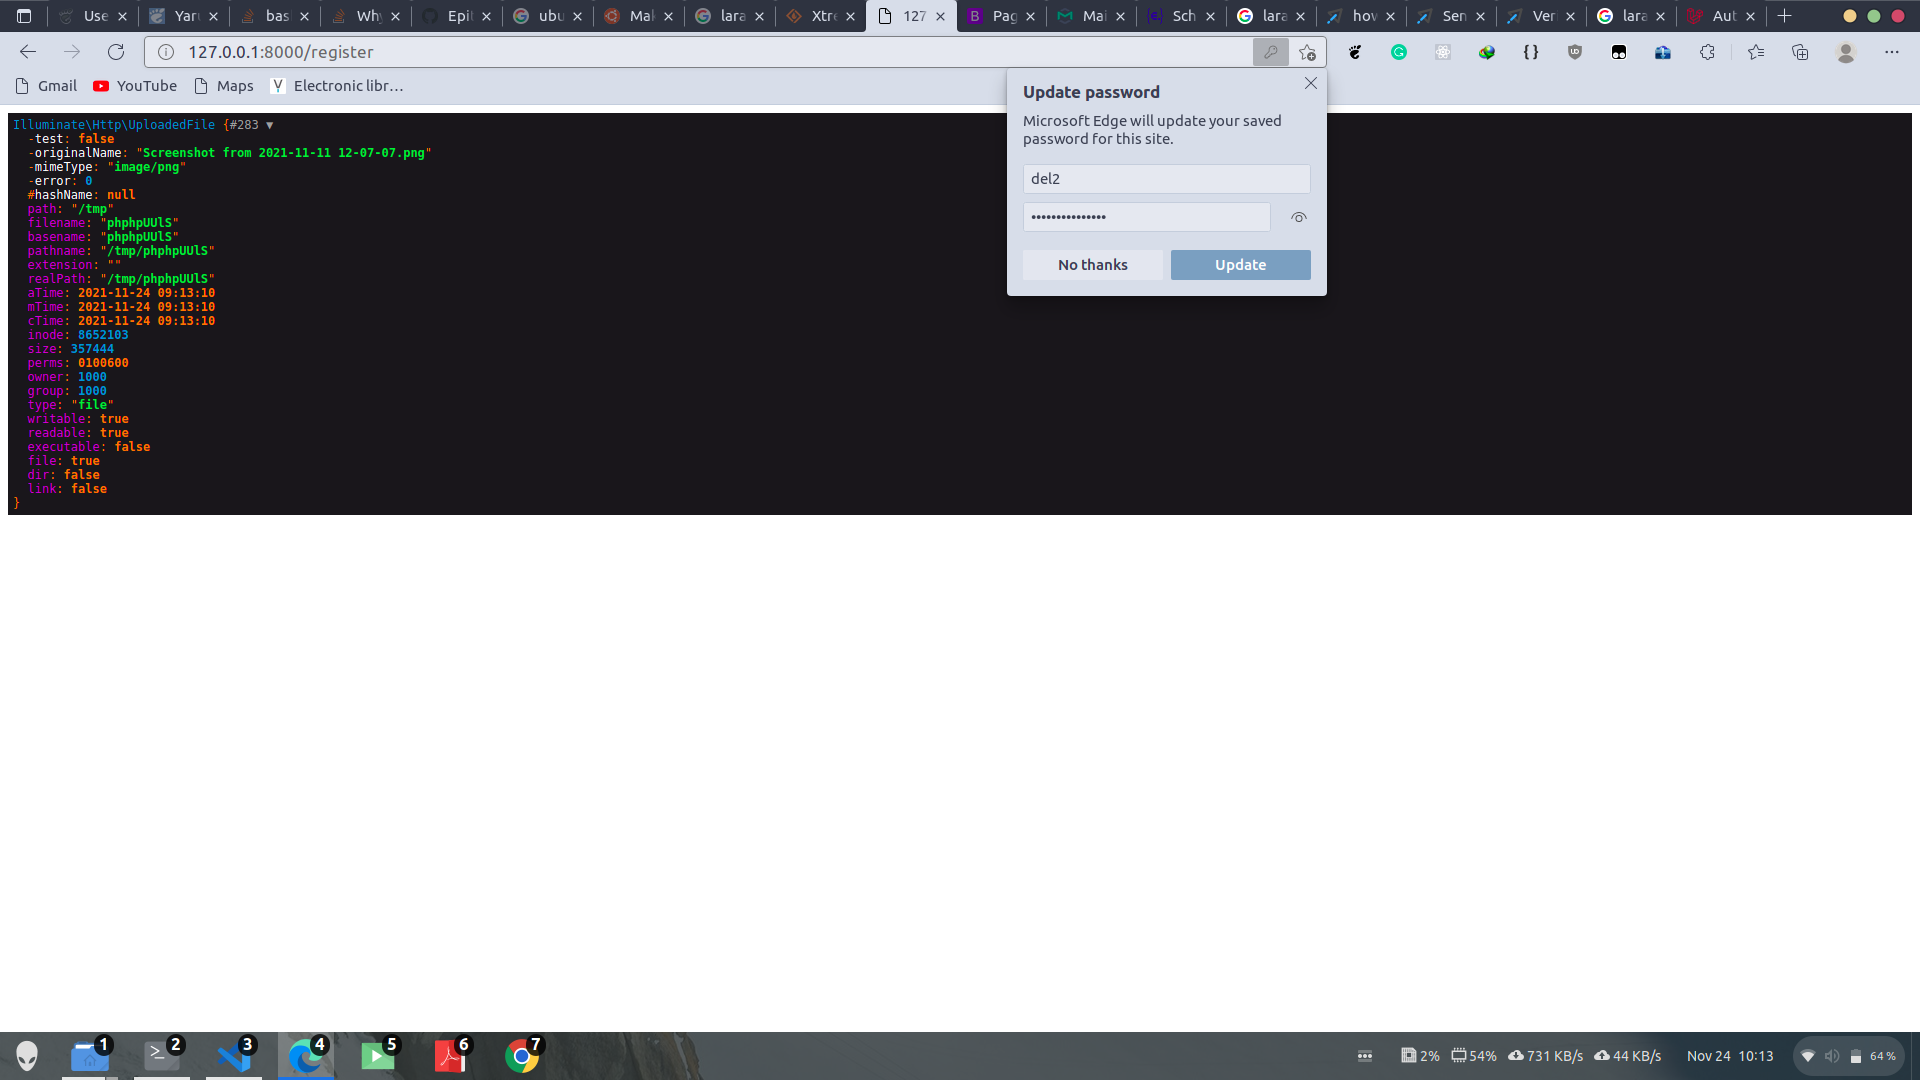 Use
Yaru
basi
Why
Epi
ubu
Mak
lara
Xtre
127
Pag
Mai
Sch
lara
how
Sen
Ver
lara
Aut
127.0.0.1:8000/register
Gmail
YouTube
Maps
Electronic libr...
Update password
Microsoft Edge will update your saved
password for this site.
del2
•••••••••••••••
No thanks
Update
Illuminate\Http\UploadedFile {#283 ▼
-test: false
-originalName: "Screenshot from 2021-11-11 12-07-07.png"
-mimeType: "image/png"
-error: 0
#hashName: null
path: "/tmp"
filename: "phphpUUlS"
basename: "phphpUUlS"
pathname: "/tmp/phphpUUlS"
extension: ""
realPath: "/tmp/phphpUUlS"
aTime: 2021-11-24 09:13:10
mTime: 2021-11-24 09:13:10
cTime: 2021-11-24 09:13:10
inode: 8652103
size: 357444
perms: 0100600
owner: 1000
group: 1000
type: "file"
writable: true
readable: true
executable: false
file: true
dir: false
link: false
}
1
2
3
4
5
6
7
2%
54%
731 KB/s
44 KB/s
Nov 24 10:13
64 %